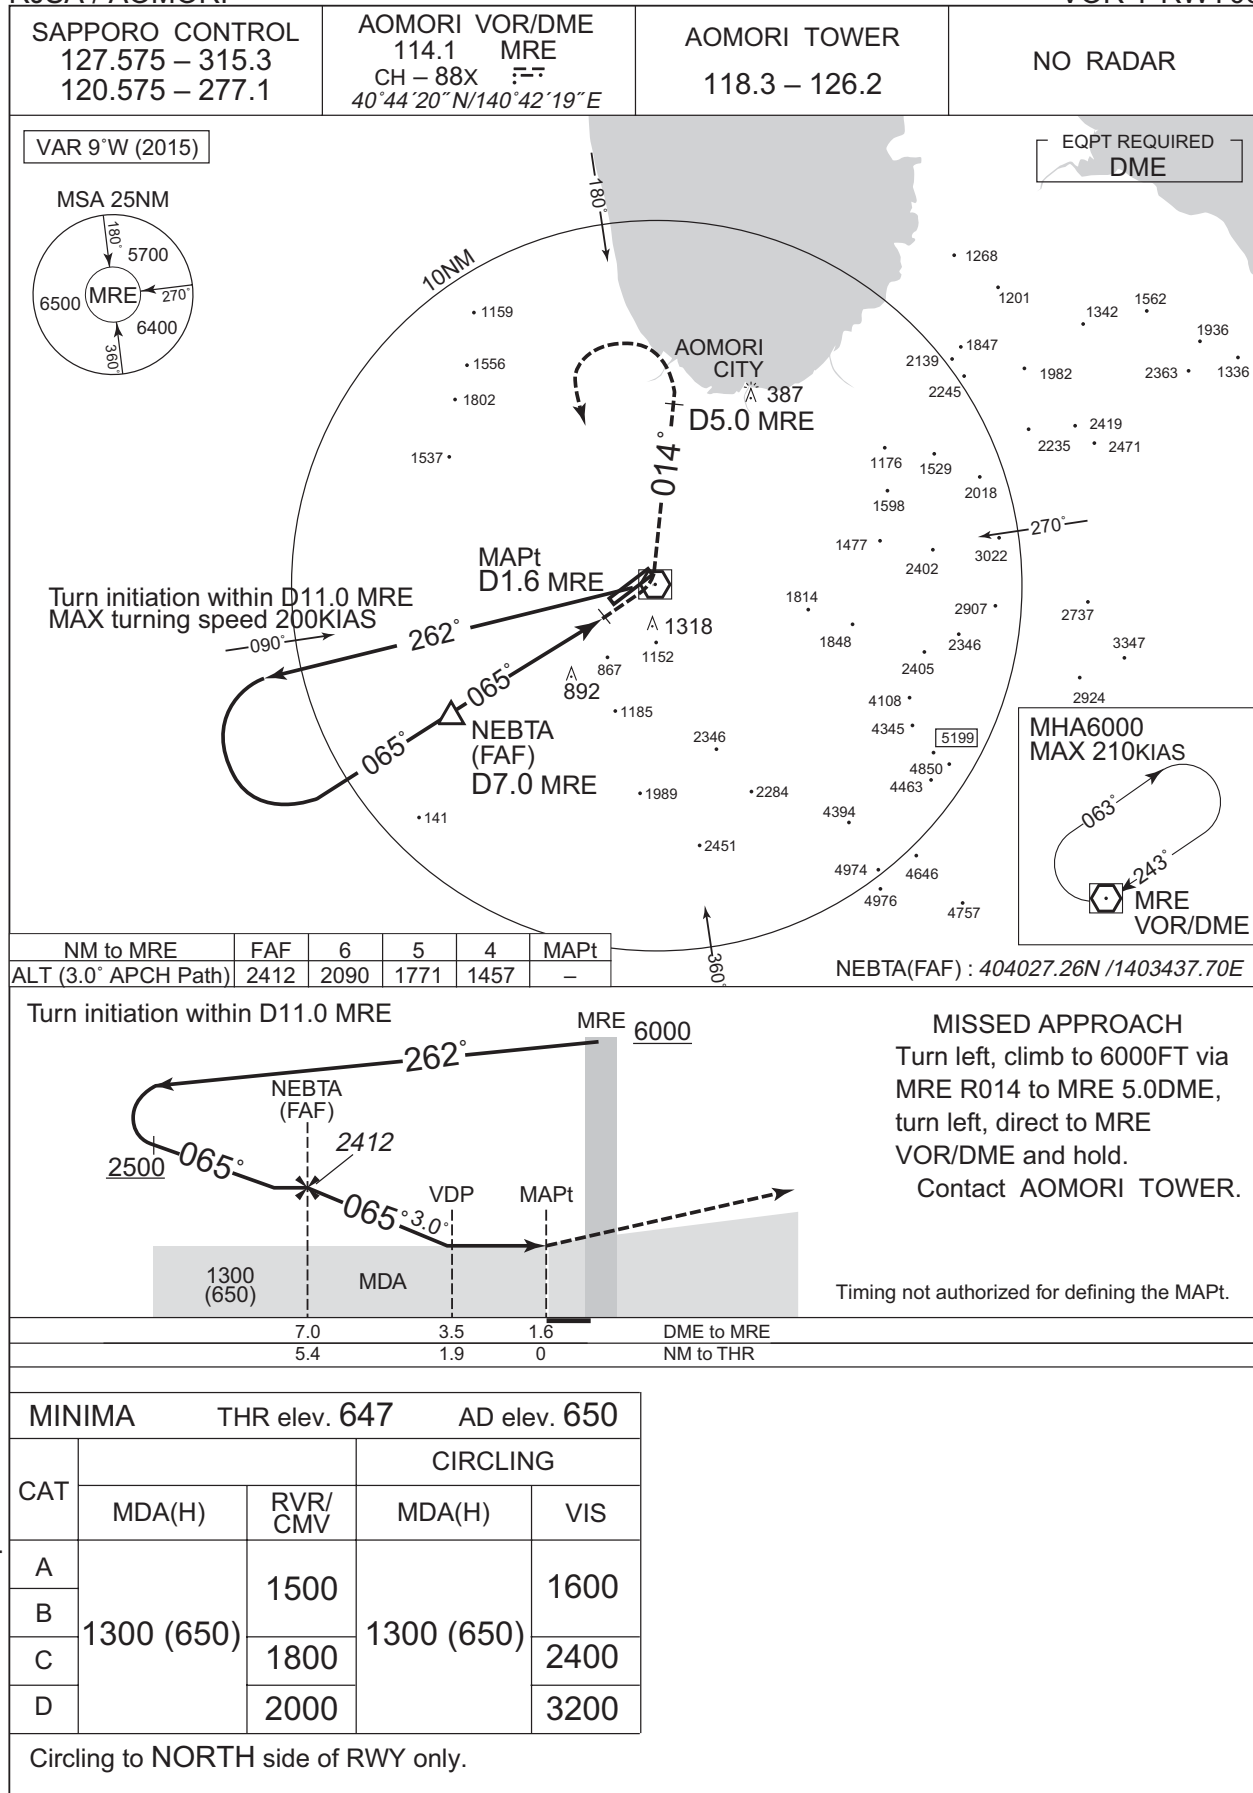 SAPPORO CONTROL
127.575 – 315.3
120.575 – 277.1
AOMORI VOR/DME
114.1 MRE
CH – 88X
40°44´20˝N/140°42´19˝E
AOMORI TOWER
118.3 – 126.2
NO RADAR
VAR 9°W (2015)
EQPT REQUIRED
DME
MSA 25NM
180°
5700
6500
MRE
270°
6400
360°
180°
10NM
1268
1201
1342
1562
1936
1159
1847
2139
1982
2363
1336
1556
2245
AOMORI
CITY
387
1802
D5.0 MRE
2419
2235
2471
1537
1176
1529
014°
2018
1598
270°
1477
3022
2402
MAPt
D1.6 MRE
Turn initiation within D11.0 MRE
MAX turning speed 200KIAS
1814
2907
2737
090°
262°
1318
1848
2346
1152
867
2405
3347
065°
892
4108
2924
1185
NEBTA
(FAF)
D7.0 MRE
065°
2346
4345
5199
4850
4463
1989
2284
141
4394
2451
4974
4646
4976
4757
360°
MHA6000
MAX 210KIAS
063°
243°
MRE
VOR/DME
NM to MRE FAF 6 5 4 MAPt
ALT (3.0° APCH Path) 2412 2090 1771 1457 –
NEBTA(FAF) : 404027.26N /1403437.70E
Turn initiation within D11.0 MRE
MRE 6000
262°
NEBTA
(FAF)
2412
2500
065°
065°
3.0°
VDP
MAPt
1300
(650)
MDA
MISSED APPROACH
Turn left, climb to 6000FT via
MRE R014 to MRE 5.0DME,
turn left, direct to MRE
VOR/DME and hold.
Contact AOMORI TOWER.
Timing not authorized for defining the MAPt.
7.0 3.5 1.6 DME to MRE
5.4 1.9 0 NM to THR
MINIMA THR elev. 647 AD elev. 650
CIRCLING
CAT
MDA(H) RVR/CMV MDA(H) VIS
A
B
C
D
1300 (650)
1500
1800
2000
1300 (650)
1600
2400
3200
Circling to NORTH side of RWY only.